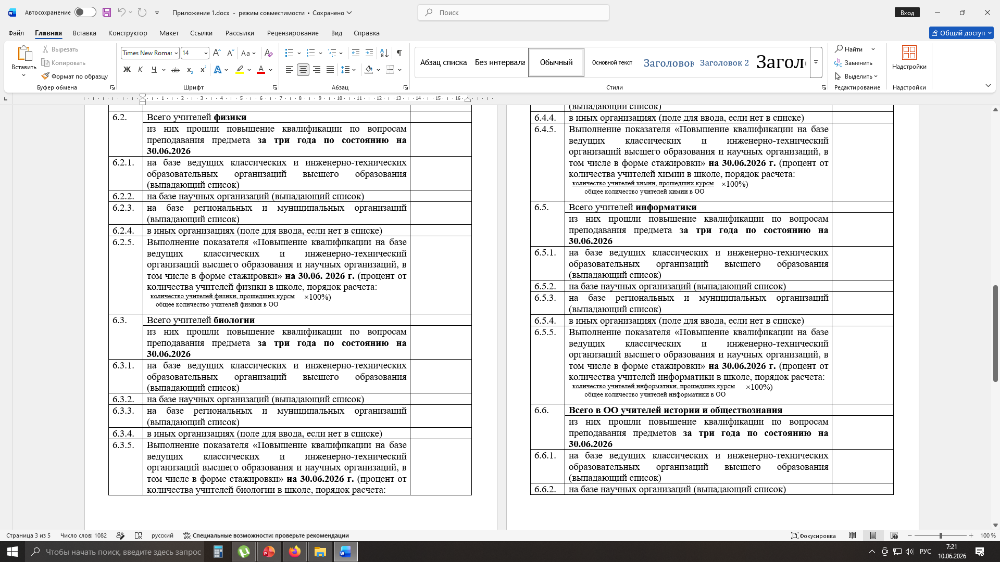 Автосохранение
Приложение 1.docx - режим совместимости • Сохранено
Поиск
Вход
Файл Главная Вставка Конструктор Макет Ссылки Рассылки Рецензирование Вид Справка
Общий доступ
Вставить
Вырезать
Копировать
Формат по образцу
Буфер обмена
Times New Roman 14
Шрифт
Абзац
Абзац списка
Без интервала
Обычный
Основной текст
Заголовок
Заголовок 2
Загол
Стили
Найти
Заменить
Выделить
Редактирование
Надстройки
Надстройки
1 2 3 4 5 6 7 8 9 10 11 12 13 14 15 16
6.2. Всего учителей физики
из них прошли повышение квалификации по вопросам
преподавания предмета за три года по состоянию на
30.06.2026
6.2.1. на базе ведущих классических и инженерно-технических
образовательных организаций высшего образования
(выпадающий список)
6.2.2. на базе научных организаций (выпадающий список)
6.2.3. на базе региональных и муниципальных организаций
(выпадающий список)
6.2.4. в иных организациях (поле для ввода, если нет в списке)
6.2.5. Выполнение показателя «Повышение квалификации на базе
ведущих классических и инженерно-технический
организаций высшего образования и научных организаций, в
том числе в форме стажировки» на 30.06. 2026 г. (процент от
количества учителей физики в школе, порядок расчета:
количество учителей физики, прошедших курсы ×100%)
общее количество учителей физики в ОО
6.3. Всего учителей биологии
из них прошли повышение квалификации по вопросам
преподавания предмета за три года по состоянию на
30.06.2026
6.3.1. на базе ведущих классических и инженерно-технических
образовательных организаций высшего образования
(выпадающий список)
6.3.2. на базе научных организаций (выпадающий список)
6.3.3. на базе региональных и муниципальных организаций
(выпадающий список)
6.3.4. в иных организациях (поле для ввода, если нет в списке)
6.3.5. Выполнение показателя «Повышение квалификации на базе
ведущих классических и инженерно-технический
организаций высшего образования и научных организаций, в
том числе в форме стажировки» на 30.06.2026 г. (процент от
количества учителей биологии в школе, порядок расчета:
(выпадающий список)
6.4.4. в иных организациях (поле для ввода, если нет в списке)
6.4.5. Выполнение показателя «Повышение квалификации на базе
ведущих классических и инженерно-технический
организаций высшего образования и научных организаций, в
том числе в форме стажировки» на 30.06.2026 г. (процент от
количества учителей химии в школе, порядок расчета:
количество учителей химии, прошедших курсы ×100%)
общее количество учителей химии в ОО
6.5. Всего учителей информатики
из них прошли повышение квалификации по вопросам
преподавания предмета за три года по состоянию на
30.06.2026
6.5.1. на базе ведущих классических и инженерно-технических
образовательных организаций высшего образования
(выпадающий список)
6.5.2. на базе научных организаций (выпадающий список)
6.5.3. на базе региональных и муниципальных организаций
(выпадающий список)
6.5.4. в иных организациях (поле для ввода, если нет в списке)
6.5.5. Выполнение показателя «Повышение квалификации на базе
ведущих классических и инженерно-технический
организаций высшего образования и научных организаций, в
том числе в форме стажировки» на 30.06.2026 г. (процент от
количества учителей информатики в школе, порядок расчета:
количество учителей информатики, прошедших курсы ×100%)
общее количество учителей информатики в ОО
6.6. Всего в ОО учителей истории и обществознания
из них прошли повышение квалификации по вопросам
преподавания предметов за три года по состоянию на
30.06.2026
6.6.1. на базе ведущих классических и инженерно-технических
образовательных организаций высшего образования
(выпадающий список)
6.6.2. на базе научных организаций (выпадающий список)
Страница 3 из 5 Число слов: 1082 русский Специальные возможности: проверьте рекомендации Фокусировка 100 %
Чтобы начать поиск, введите здесь запрос
РУС
7:21
10.06.2026